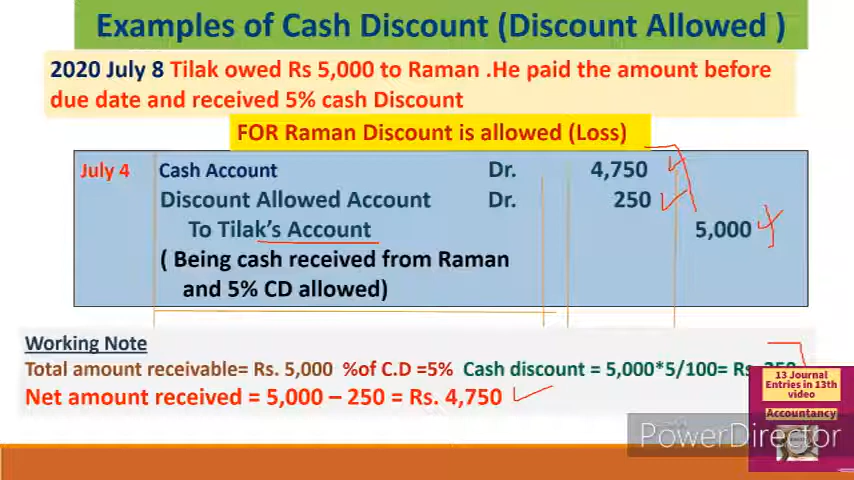 Examples of Cash Discount (Discount Allowed )
2020 July 8 Tilak owed Rs 5,000 to Raman .He paid the amount before
due date and received 5% cash Discount
FOR Raman Discount is allowed (Loss)
July 4 Cash Account Dr. 4,750
Discount Allowed Account Dr. 250
To Tilak's Account 5,000
( Being cash received from Raman
and 5% CD allowed)
Working Note
Total amount receivable= Rs. 5,000 %of C.D =5% Cash discount = 5,000*5/100= Rs. 250
Net amount received = 5,000 – 250 = Rs. 4,750
13 Journal
Entries in 13th
video
Accountancy
PowerDirector